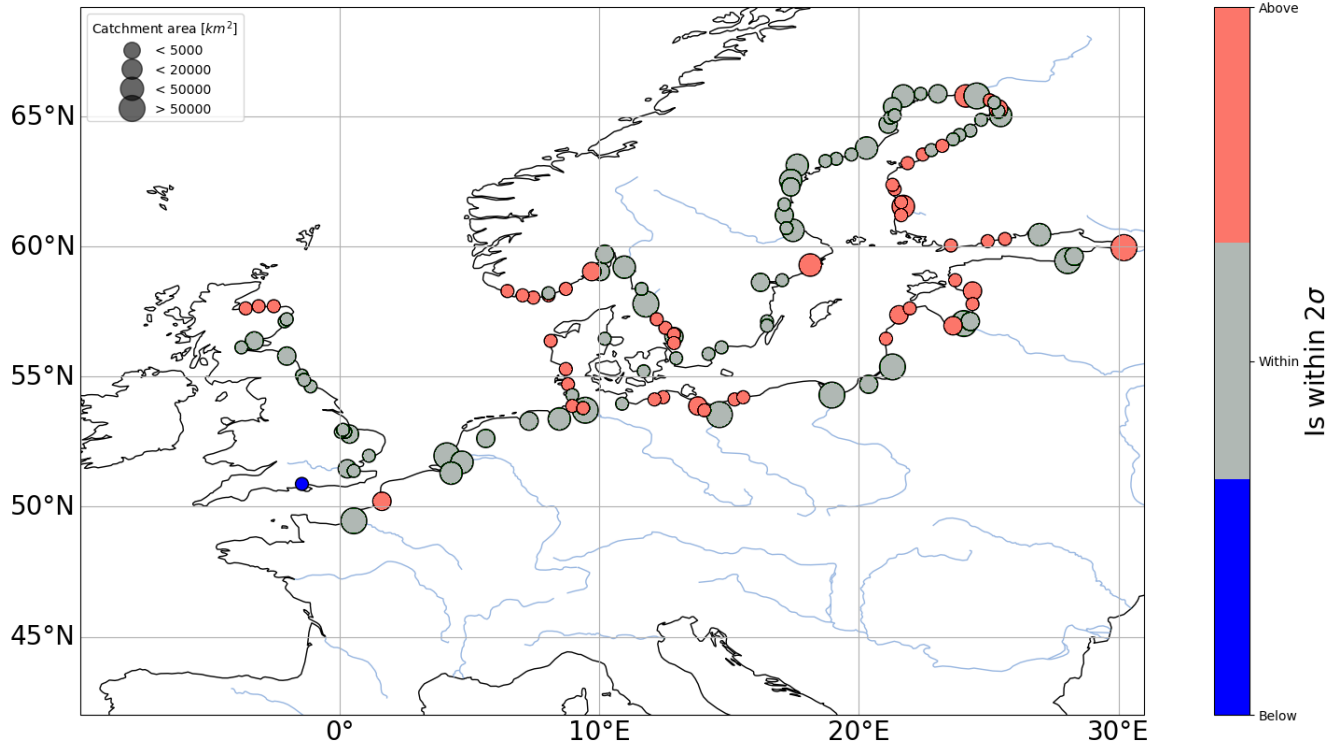 Catchment area [km²]
< 5000
< 20000
< 50000
> 50000
65°N
60°N
55°N
50°N
45°N
0°
10°E
20°E
30°E
Above
Within
Below
Is within 2σ